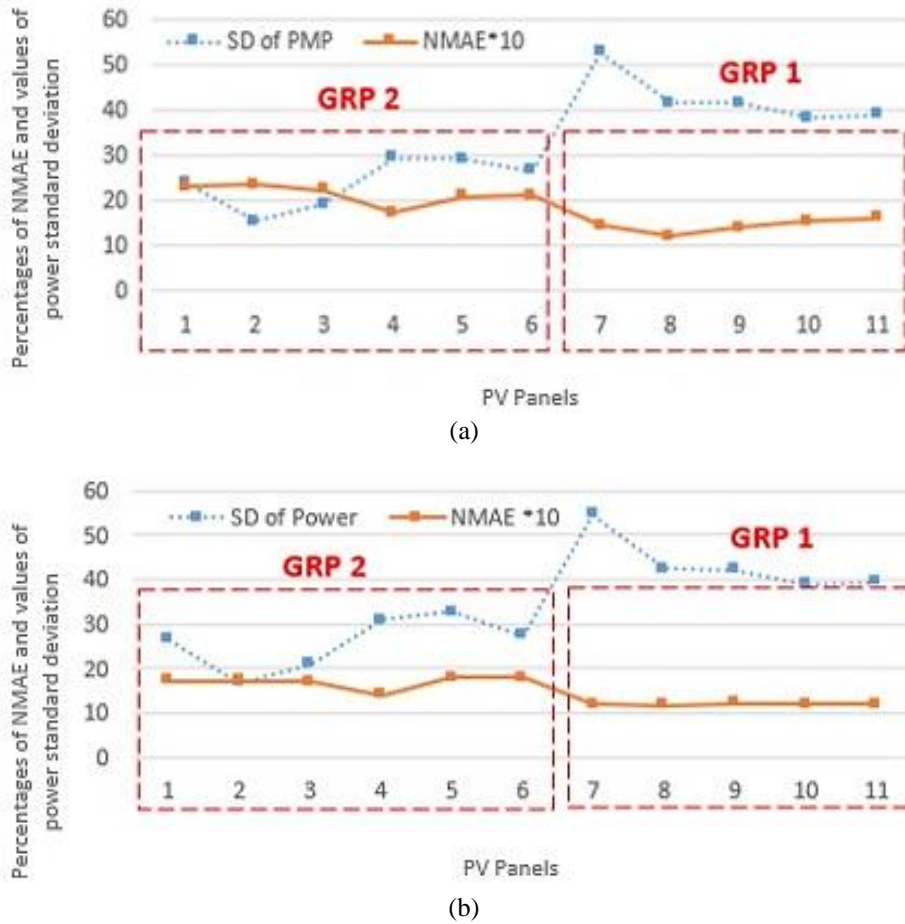 Percentages of NMAE and values of
power standard deviation
60
50
40
30
20
10
0
SD of PMP
NMAE*10
GRP 2
GRP 1
1 2 3 4 5 6 7 8 9 10 11
PV Panels
(a)
Percentages of NMAE and values of
power standard deviation
60
50
40
30
20
10
0
SD of Power
NMAE *10
GRP 2
GRP 1
1 2 3 4 5 6 7 8 9 10 11
PV Panels
(b)